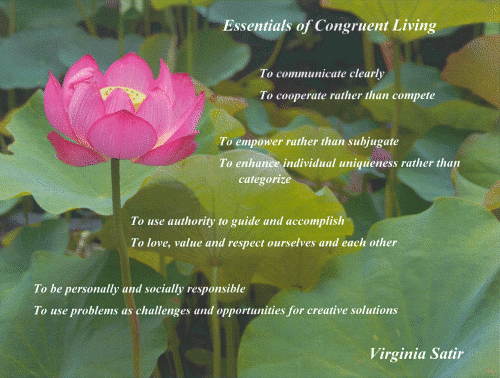 Essentials of Congruent Living
To communicate clearly
To cooperate rather than compete
To empower rather than subjugate
To enhance individual uniqueness rather than
categorize
To use authority to guide and accomplish
To love, value and respect ourselves and each other
To be personally and socially responsible
To use problems as challenges and opportunities for creative solutions
Virginia Satir